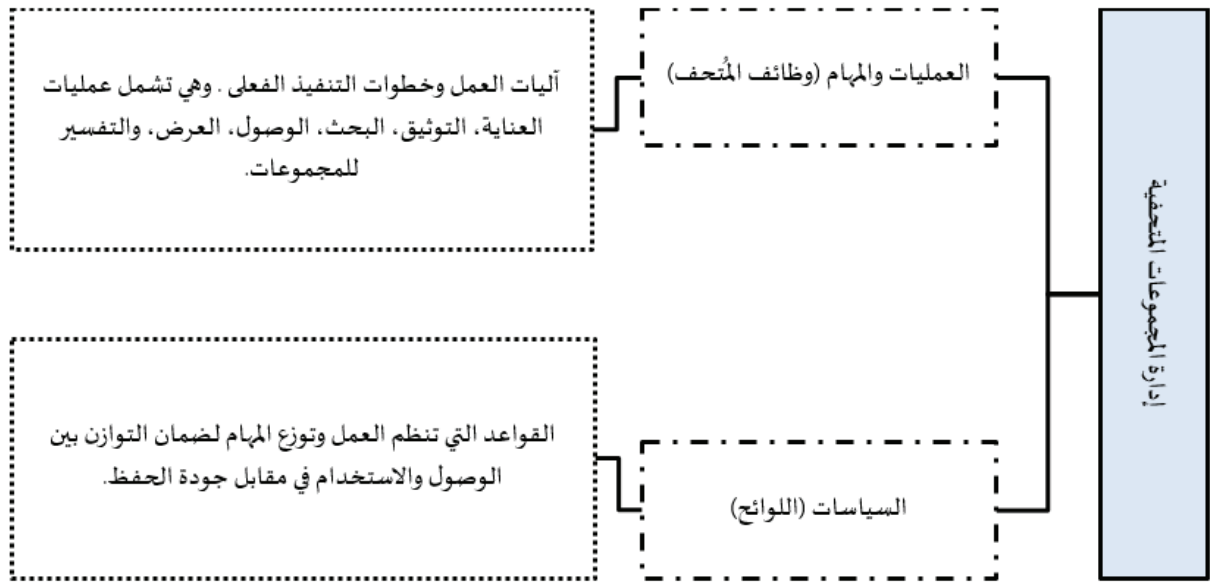 إدارة المجموعات المتحفية
العمليات والمهام (وظائف المُتحف)
آليات العمل وخطوات التنفيذ الفعلى . وهي تشمل عمليات
العناية، التوثيق، البحث، الوصول، العرض، والتفسير
للمجموعات.
السياسات (اللوائح)
القواعد التي تنظم العمل وتوزع المهام لضمان التوازن بين
الوصول والاستخدام في مقابل جودة الحفظ.